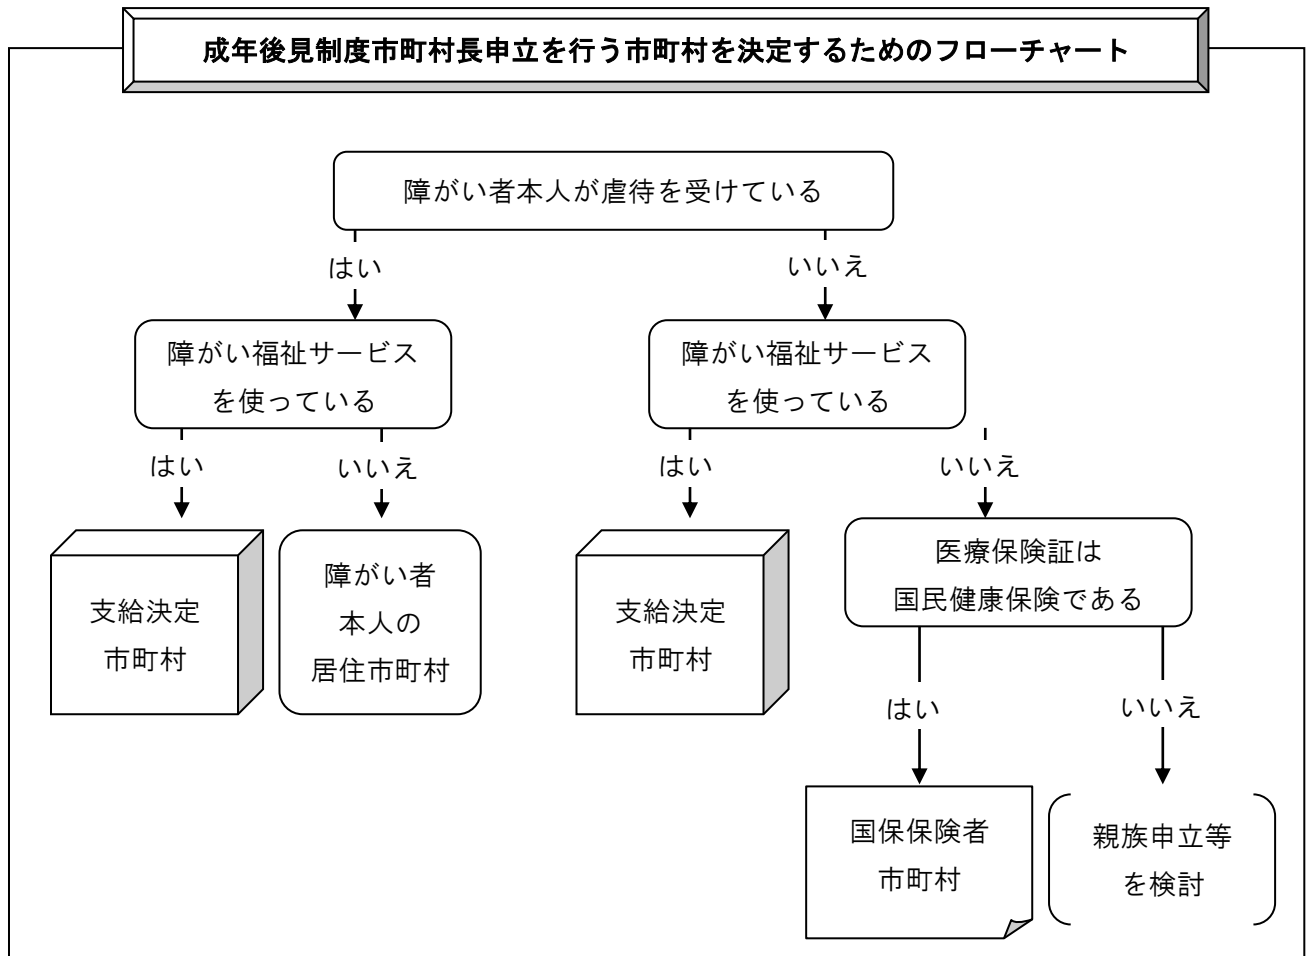 成年後見制度市町村長申立を行う市町村を決定するためのフローチャート
障がい者本人が虐待を受けている
はい
いいえ
障がい福祉サービス
を使っている
障がい福祉サービス
を使っている
はい
いいえ
はい
いいえ
支給決定
市町村
障がい者
本人の
居住市町村
支給決定
市町村
医療保険証は
国民健康保険である
はい
いいえ
国保保険者
市町村
親族申立等
を検討